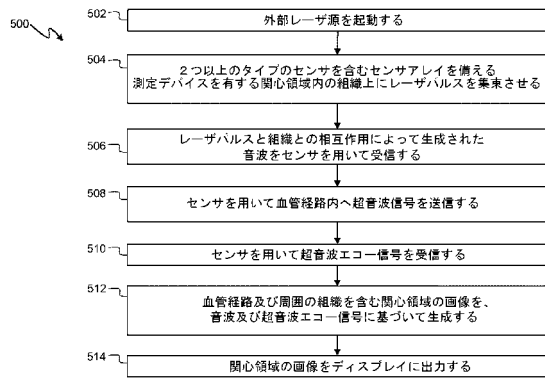 500
502
外部レーザ源を起動する
504
2つ以上のタイプのセンサを含むセンサアレイを備える
測定デバイスを有する関心領域内の組織上にレーザパルスを集束させる
506
レーザパルスと組織との相互作用によって生成された
音波をセンサを用いて受信する
508
センサを用いて血管経路内へ超音波信号を送信する
510
センサを用いて超音波エコー信号を受信する
512
血管経路及び周囲の組織を含む関心領域の画像を、
音波及び超音波エコー信号に基づいて生成する
514
関心領域の画像をディスプレイに出力する